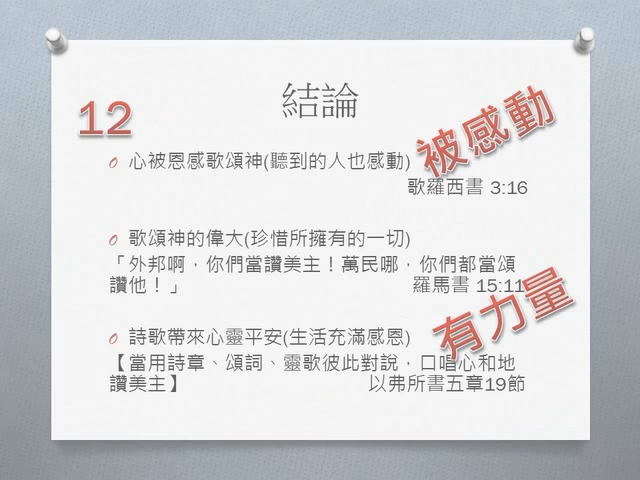 結論
12
被感動
o 心被恩感歌頌神(聽到的人也感動)
歌羅西書 3:16
o 歌頌神的偉大(珍惜所擁有的一切)
「外邦啊，你們當讚美主！萬民哪，你們都當頌
讚他！」 羅馬書 15:11
有力量
o 詩歌帶來心靈平安(生活充滿感恩)
【當用詩章、頌詞、靈歌彼此對說，口唱心和地
讚美主】 以弗所書五章19節